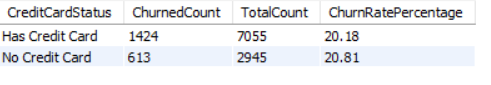 CreditCardStatus ChurnedCount TotalCount ChurnRatePercentage
Has Credit Card 1424 7055 20.18
No Credit Card 613 2945 20.81